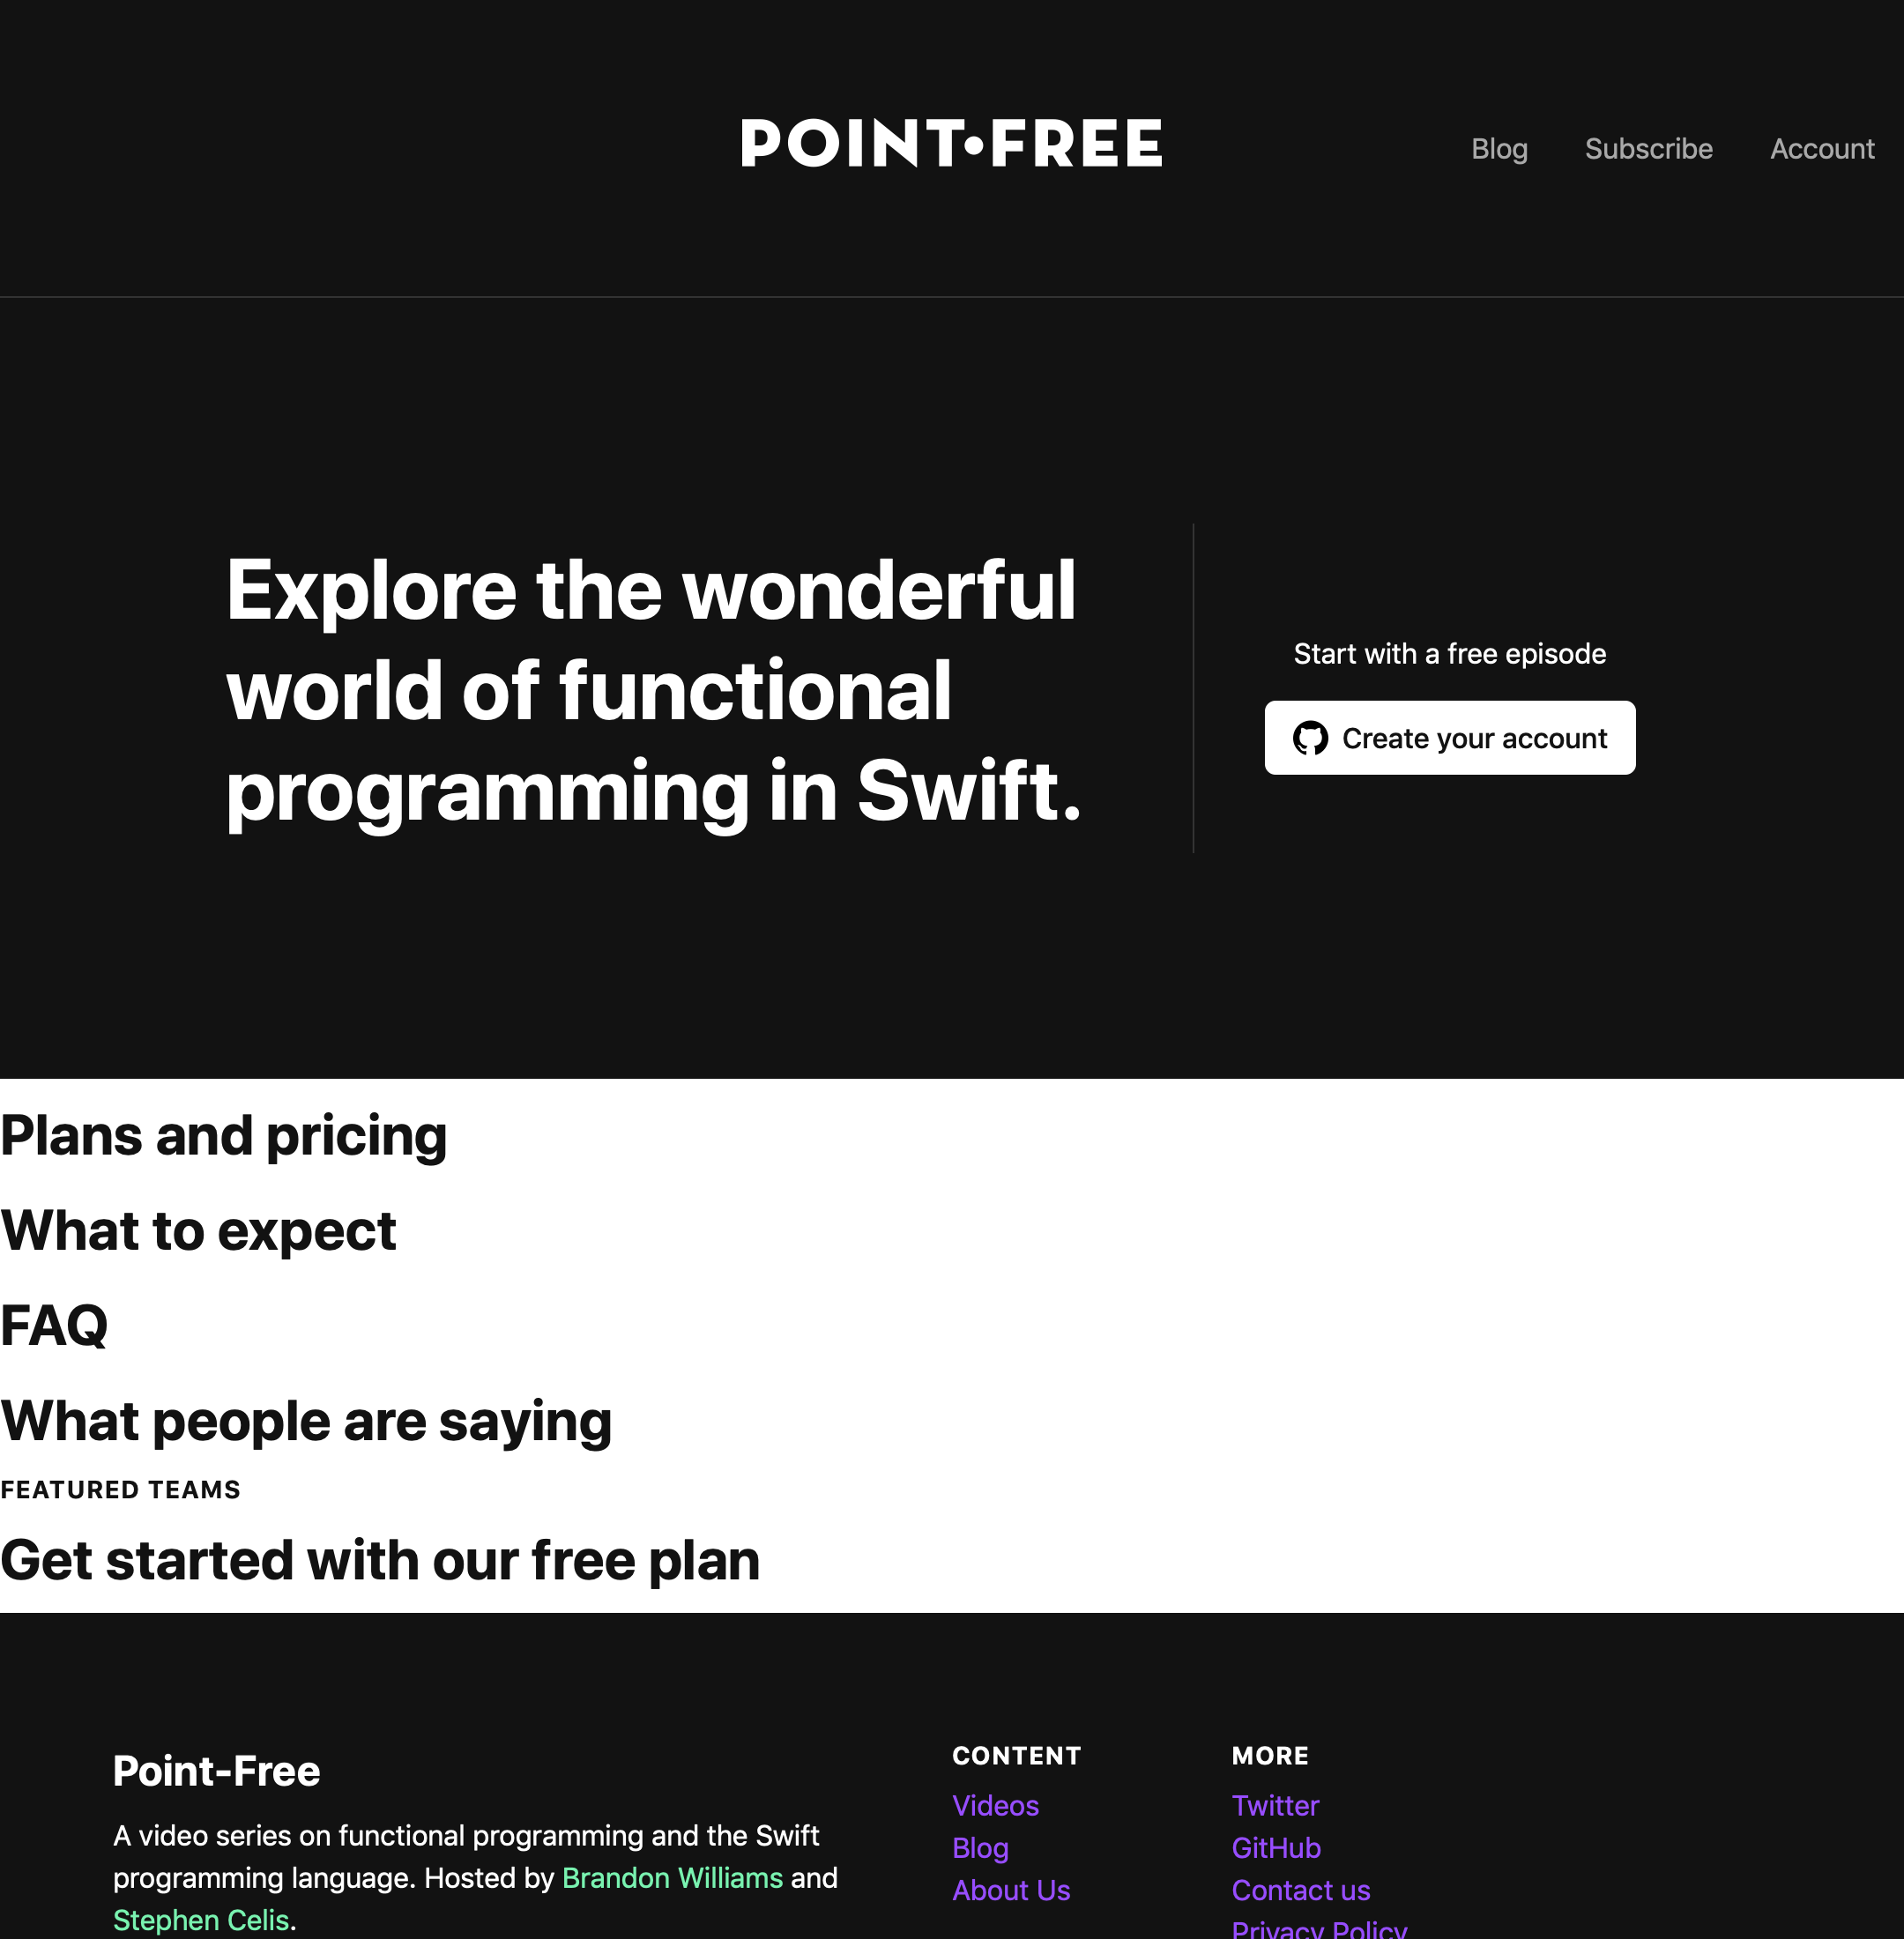 POINT•FREE
Blog Subscribe Account
Explore the wonderful
world of functional
programming in Swift.
Start with a free episode
Create your account
Plans and pricing
What to expect
FAQ
What people are saying
FEATURED TEAMS
Get started with our free plan
Point-Free
A video series on functional programming and the Swift
programming language. Hosted by Brandon Williams and
Stephen Celis.
CONTENT
Videos
Blog
About Us
MORE
Twitter
GitHub
Contact us
Privacy Policy